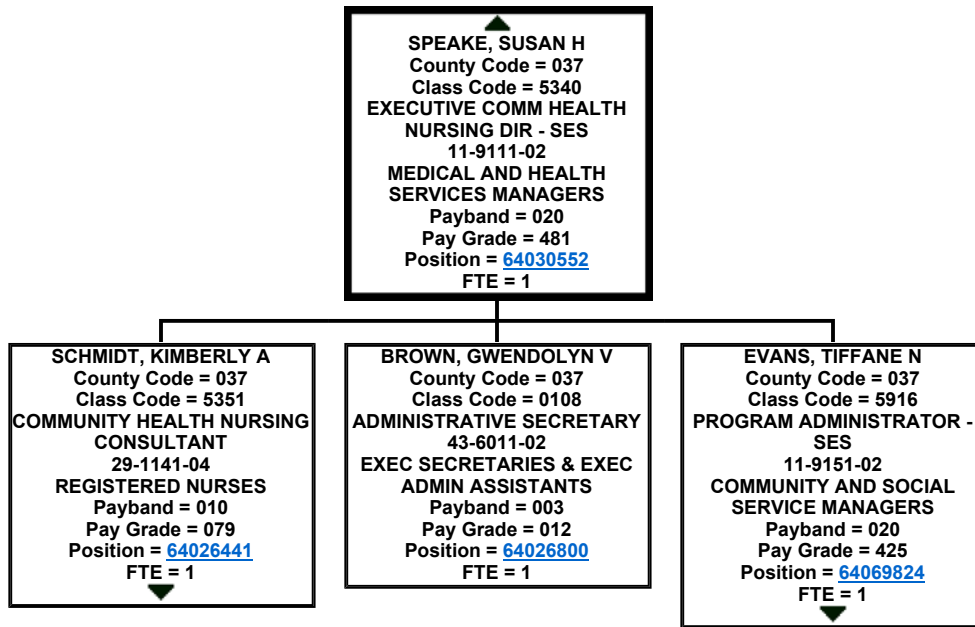 SPEAKE, SUSAN H
County Code = 037
Class Code = 5340
EXECUTIVE COMM HEALTH
NURSING DIR - SES
11-9111-02
MEDICAL AND HEALTH
SERVICES MANAGERS
Payband = 020
Pay Grade = 481
Position = 64030552
FTE = 1
SCHMIDT, KIMBERLY A
County Code = 037
Class Code = 5351
COMMUNITY HEALTH NURSING
CONSULTANT
29-1141-04
REGISTERED NURSES
Payband = 010
Pay Grade = 079
Position = 64026441
FTE = 1
BROWN, GWENDOLYN V
County Code = 037
Class Code = 0108
ADMINISTRATIVE SECRETARY
43-6011-02
EXEC SECRETARIES & EXEC
ADMIN ASSISTANTS
Payband = 003
Pay Grade = 012
Position = 64026800
FTE = 1
EVANS, TIFFANE N
County Code = 037
Class Code = 5916
PROGRAM ADMINISTRATOR -
SES
11-9151-02
COMMUNITY AND SOCIAL
SERVICE MANAGERS
Payband = 020
Pay Grade = 425
Position = 64069824
FTE = 1